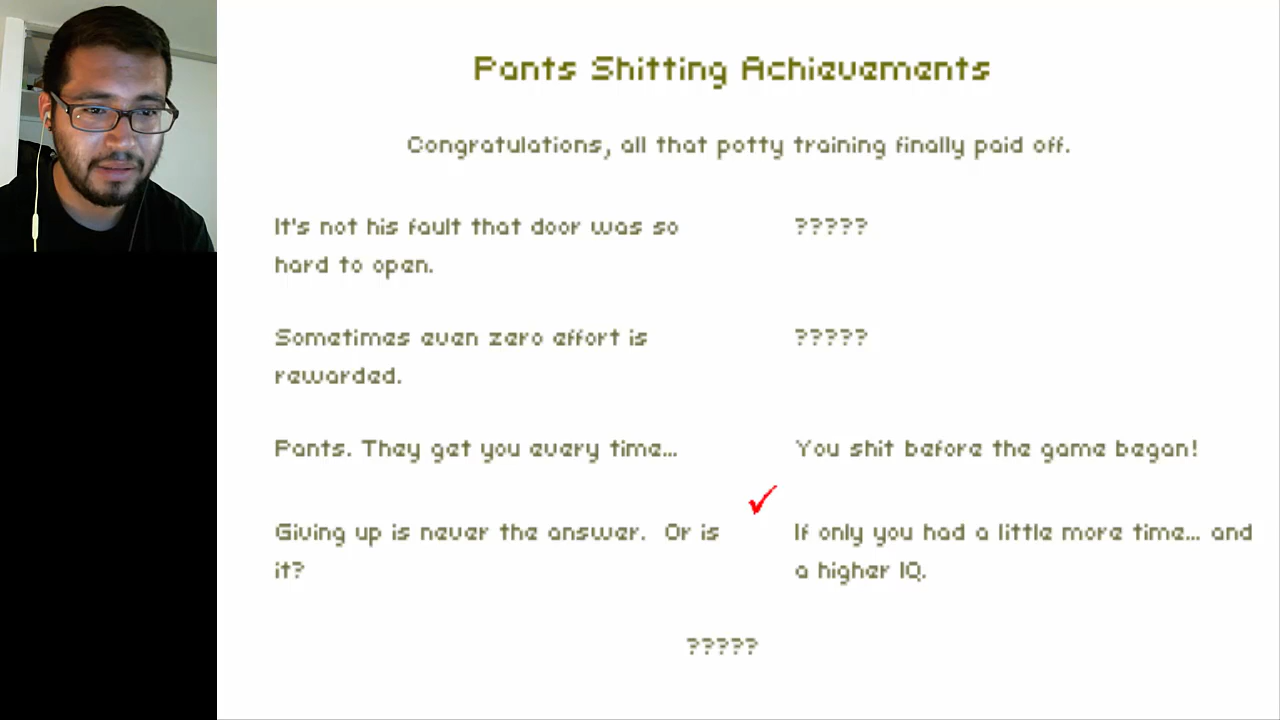 Pants Shitting Achievements
Congratulations, all that potty training finally paid off.
It's not his fault that door was so
hard to open.
?????
Sometimes even zero effort is
rewarded.
?????
Pants. They get you every time...
You shit before the game began!
Giving up is never the answer.  Or is
it?
If only you had a little more time... and
a higher IQ.
?????